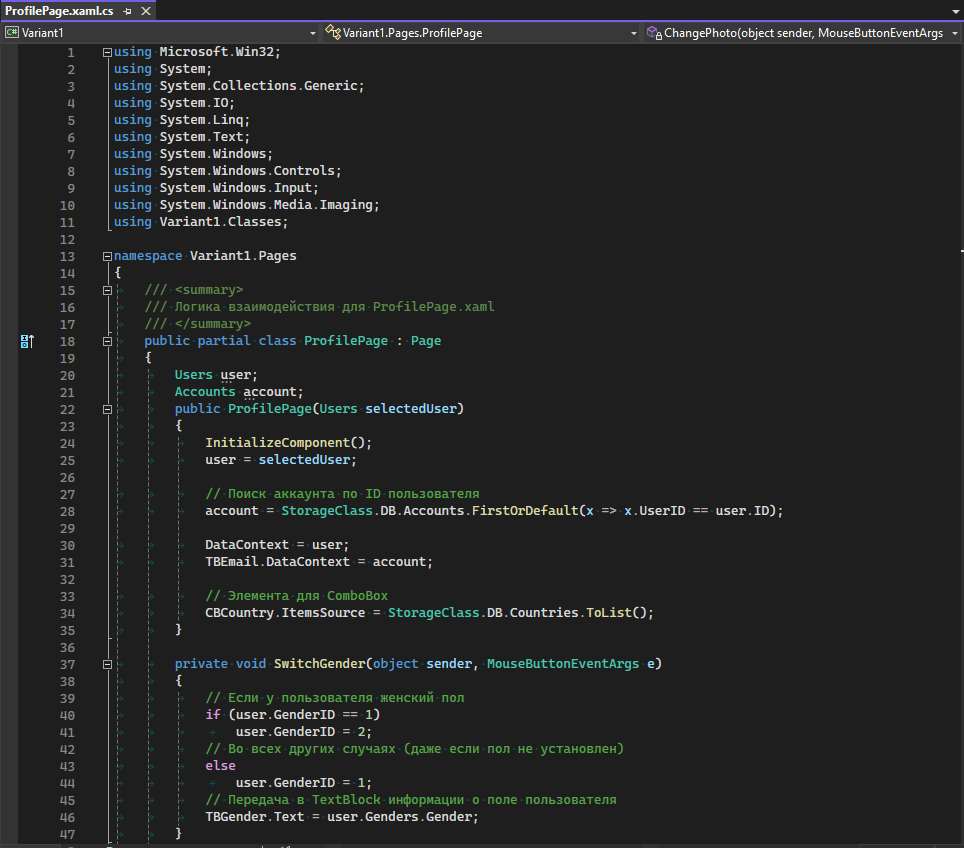 ProfilePage.xaml.cs
C# Variant1
Variant1.Pages.ProfilePage
ChangePhoto(object sender, MouseButtonEventArgs
1 using Microsoft.Win32;
2 using System;
3 using System.Collections.Generic;
4 using System.IO;
5 using System.Linq;
6 using System.Text;
7 using System.Windows;
8 using System.Windows.Controls;
9 using System.Windows.Input;
10 using System.Windows.Media.Imaging;
11 using Variant1.Classes;
12
13 namespace Variant1.Pages
14 {
15 /// <summary>
16 /// Логика взаимодействия для ProfilePage.xaml
17 /// </summary>
18 public partial class ProfilePage : Page
19 {
20 Users user;
21 Accounts account;
22 public ProfilePage(Users selectedUser)
23 {
24 InitializeComponent();
25 user = selectedUser;
26
27 // Поиск аккаунта по ID пользователя
28 account = StorageClass.DB.Accounts.FirstOrDefault(x => x.UserID == user.ID);
29
30 DataContext = user;
31 TBEmail.DataContext = account;
32
33 // Элемента для ComboBox
34 CBCountry.ItemsSource = StorageClass.DB.Countries.ToList();
35 }
36
37 private void SwitchGender(object sender, MouseButtonEventArgs e)
38 {
39 // Если у пользователя женский пол
40 if (user.GenderID == 1)
41 user.GenderID = 2;
42 // Во всех других случаях (даже если пол не установлен)
43 else
44 user.GenderID = 1;
45 // Передача в TextBlock информации о поле пользователя
46 TBGender.Text = user.Genders.Gender;
47 }